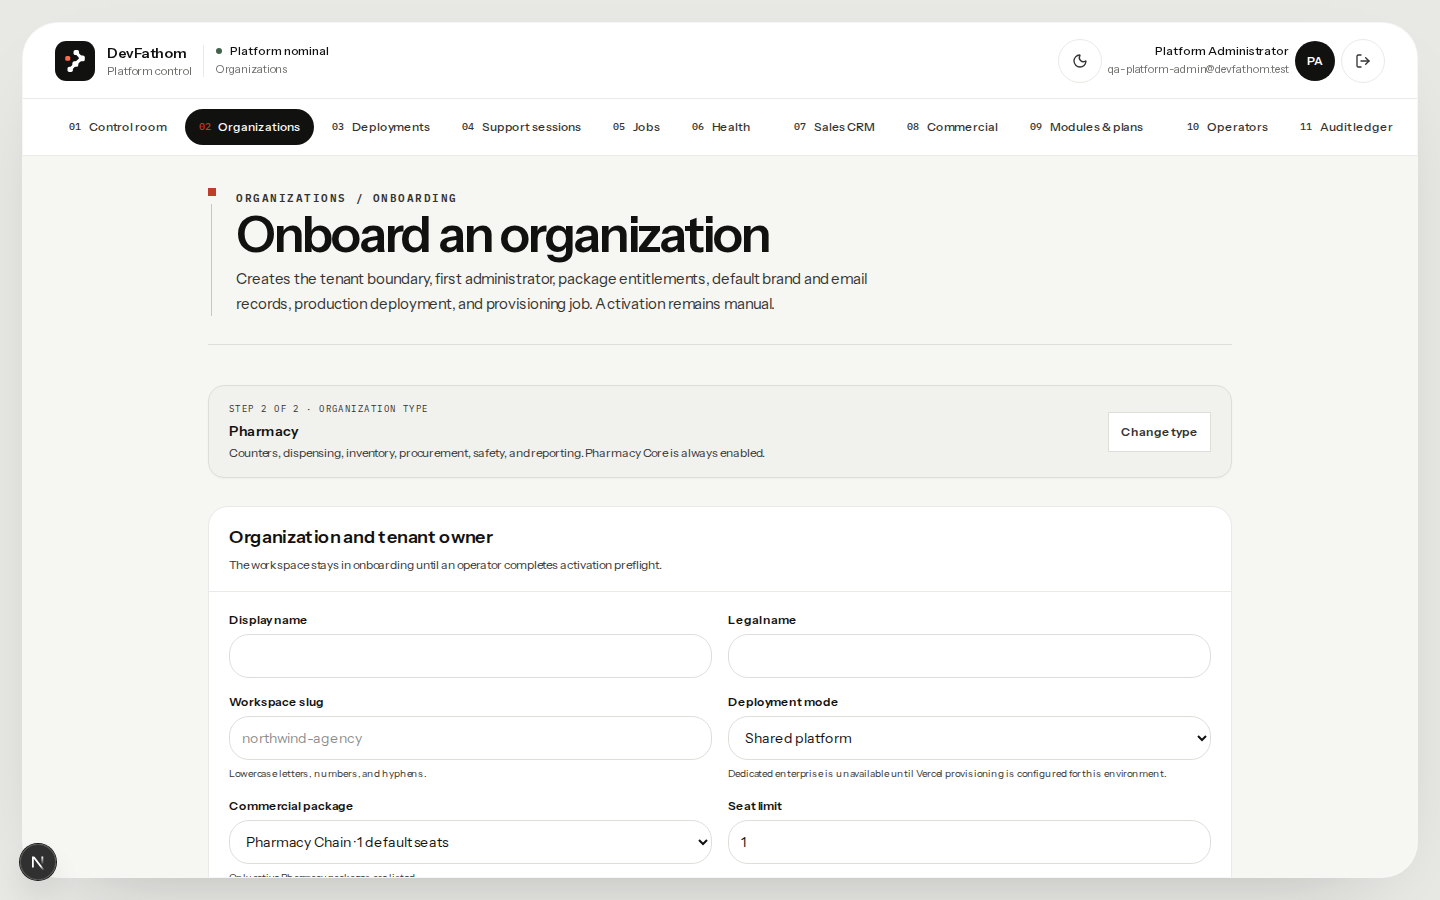 DevFathom
Platform control
Platform nominal
Organizations
Platform Administrator
qa-platform-admin@devfathom.test
PA
01 Control room
02 Organizations
03 Deployments
04 Support sessions
05 Jobs
06 Health
07 Sales CRM
08 Commercial
09 Modules & plans
10 Operators
11 Audit ledger
ORGANIZATIONS / ONBOARDING
Onboard an organization
Creates the tenant boundary, first administrator, package entitlements, default brand and email
records, production deployment, and provisioning job. Activation remains manual.
STEP 2 OF 2 · ORGANIZATION TYPE
Pharmacy
Counters, dispensing, inventory, procurement, safety, and reporting. Pharmacy Core is always enabled.
Change type
Organization and tenant owner
The workspace stays in onboarding until an operator completes activation preflight.
Display name
Legal name
Workspace slug
Deployment mode
northwind-agency
Shared platform
Lowercase letters, numbers, and hyphens.
Dedicated enterprise is unavailable until Vercel provisioning is configured for this environment.
Commercial package
Seat limit
Pharmacy Chain · 1 default seats
1
Only active Pharmacy packages are listed.
N